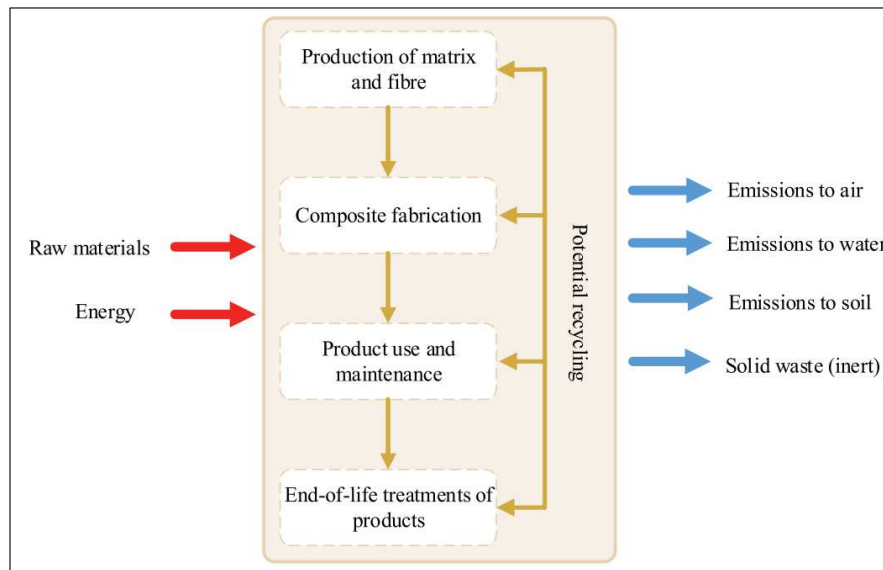 Production of matrix
and fibre
Composite fabrication
Product use and
maintenance
End-of-life treatments of
products
Potential recycling
Raw materials
Energy
Emissions to air
Emissions to water
Emissions to soil
Solid waste (inert)